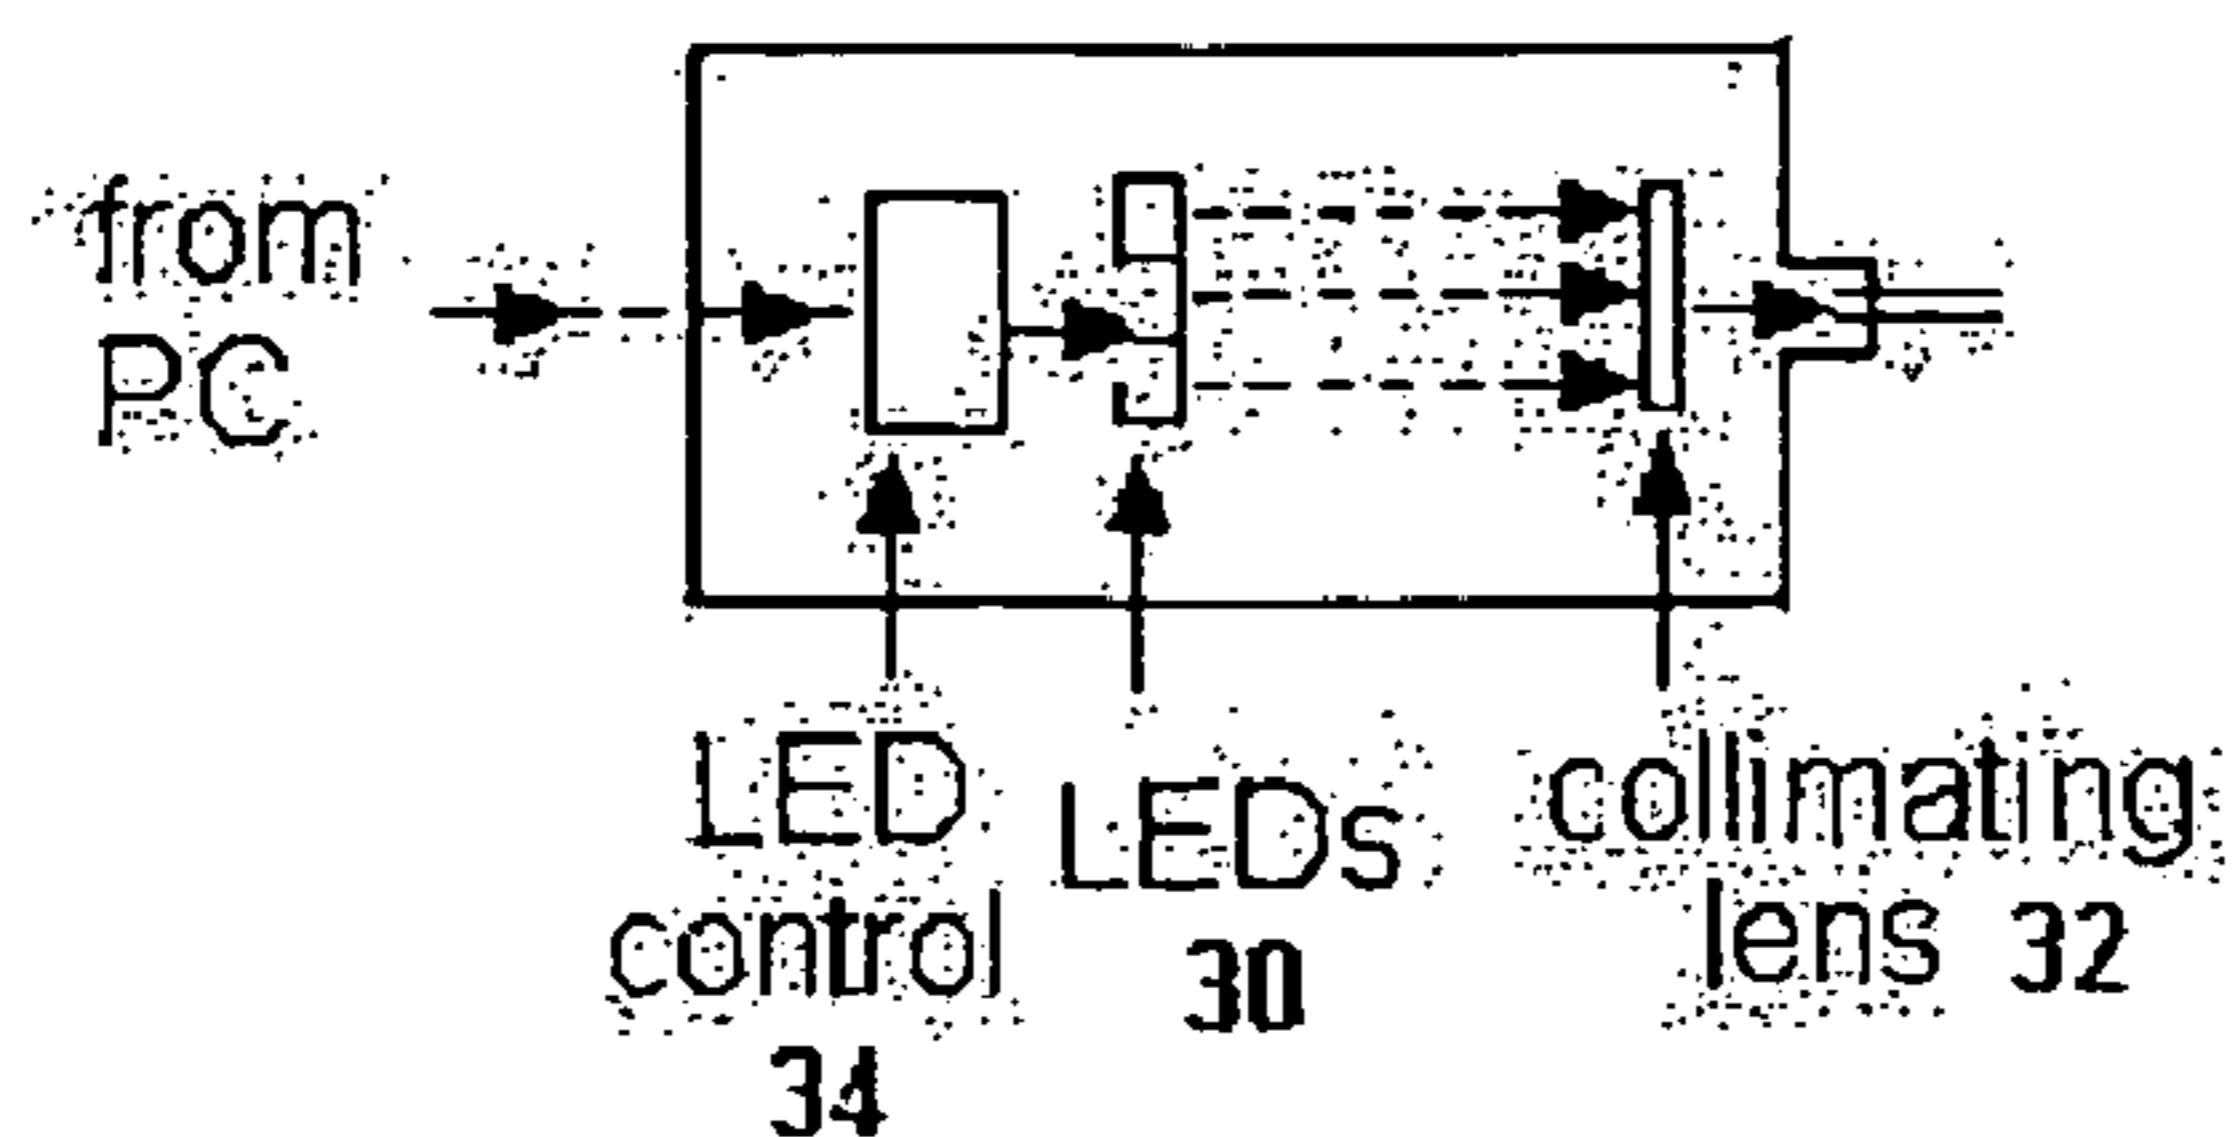 from
PC
LED
control
34
LEDs
30
collimating
lens 32